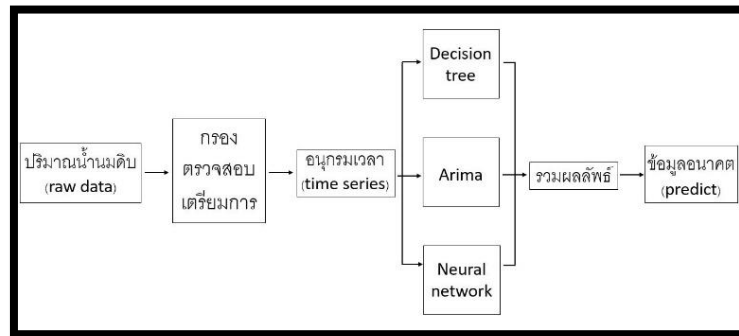 ปริมาณน้ำนมดิบ
(raw data)
กรอง
ตรวจสอบ
เตรียมการ
อนุกรมเวลา
(time series)
Decision
tree
Arima
Neural
network
รวมผลลัพธ์
ข้อมูลอนาคต
(predict)